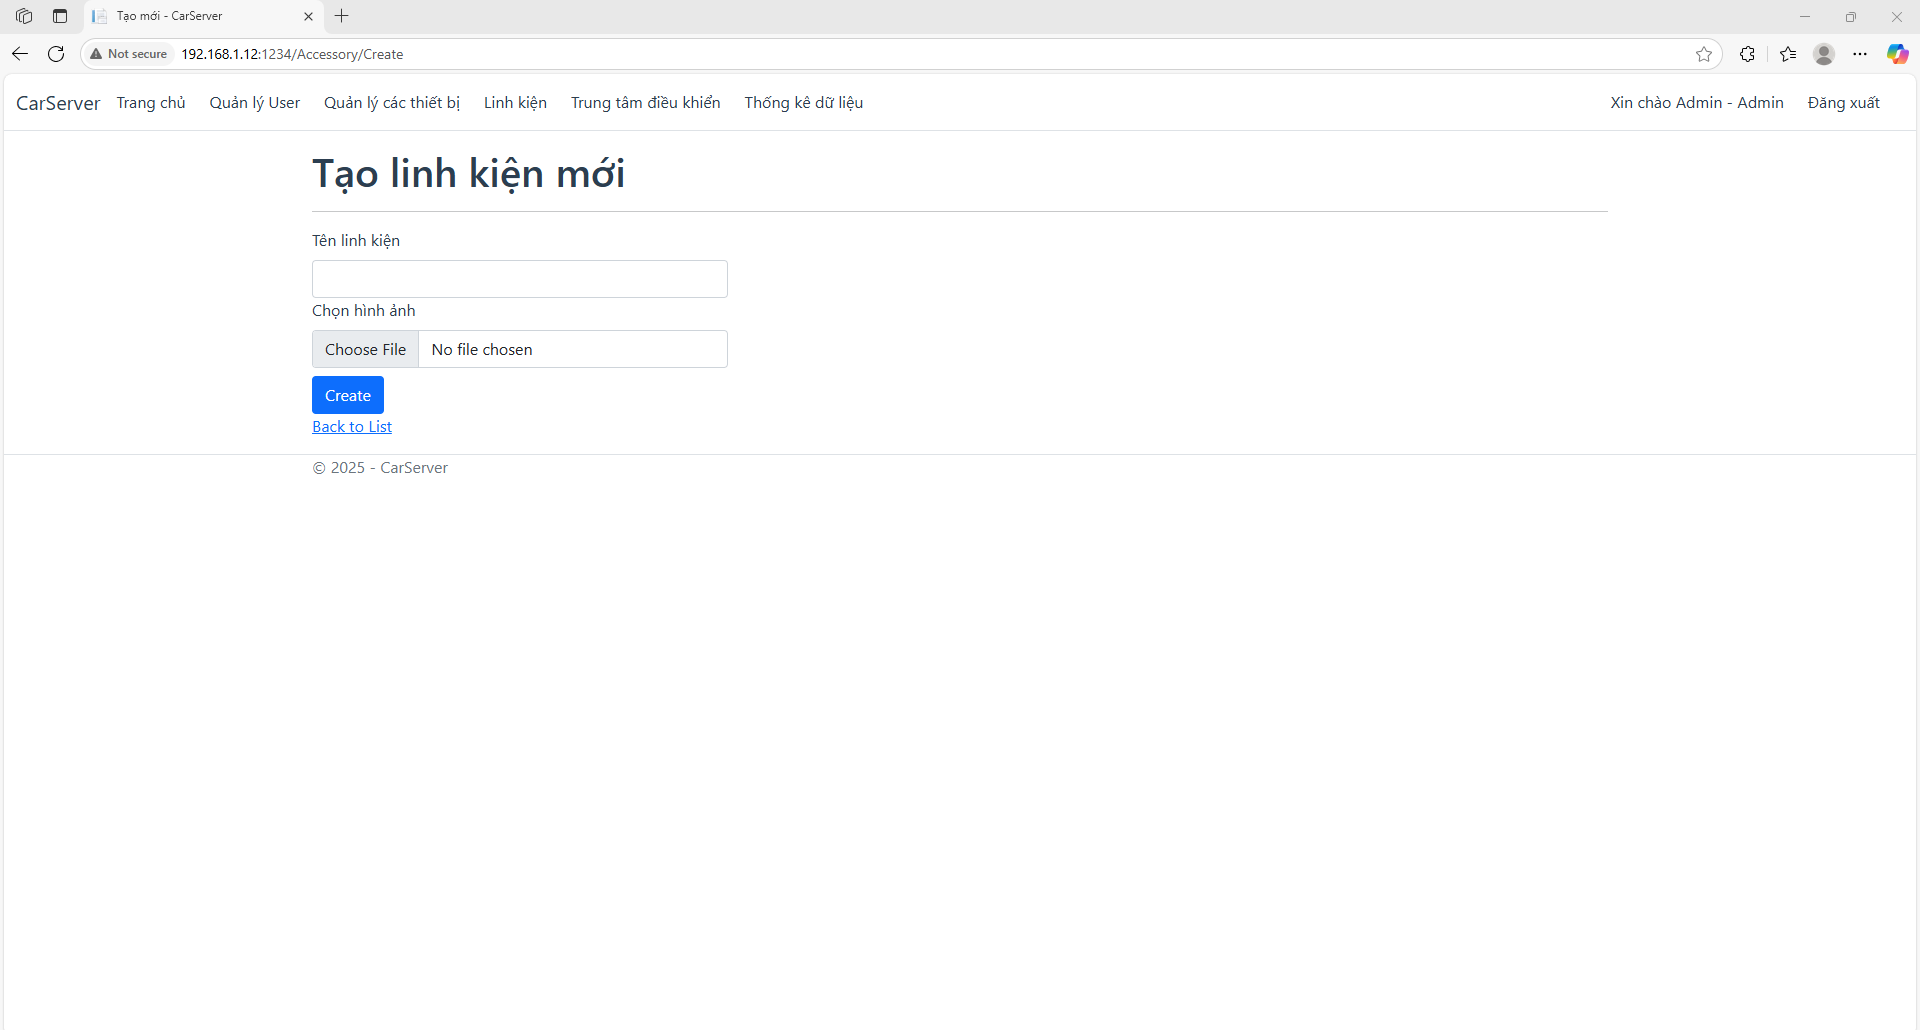 Tạo mới - CarServer
Not secure 192.168.1.12:1234/Accessory/Create
CarServer Trang chủ Quản lý User Quản lý các thiết bị Linh kiện Trung tâm điều khiển Thống kê dữ liệu Xin chào Admin - Admin Đăng xuất
Tạo linh kiện mới
Tên linh kiện
Chọn hình ảnh
Choose File No file chosen
Create
Back to List
© 2025 - CarServer